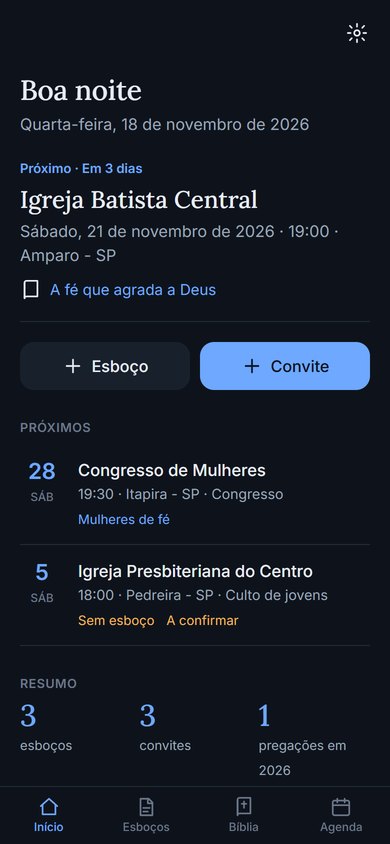 Boa noite
Quarta-feira, 18 de novembro de 2026
Próximo · Em 3 dias
Igreja Batista Central
Sábado, 21 de novembro de 2026 · 19:00 ·
Amparo - SP
A fé que agrada a Deus
Esboço
Convite
PRÓXIMOS
28
SÁB
Congresso de Mulheres
19:30 · Itapira - SP · Congresso
Mulheres de fé
5
SÁB
Igreja Presbiteriana do Centro
18:00 · Pedreira - SP · Culto de jovens
Sem esboço A confirmar
RESUMO
3
esboços
3
convites
1
pregações em
2026
Início
Esboços
Bíblia
Agenda